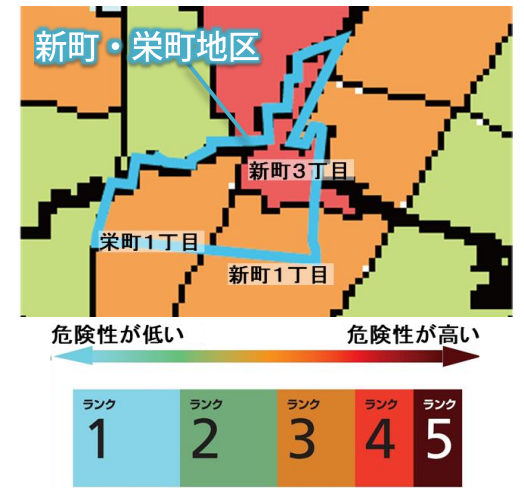 新町・栄町地区
新町3丁目
栄町1丁目
新町1丁目
危険性が低い
危険性が高い
ランク
1
ランク
2
ランク
3
ランク
4
ランク
5